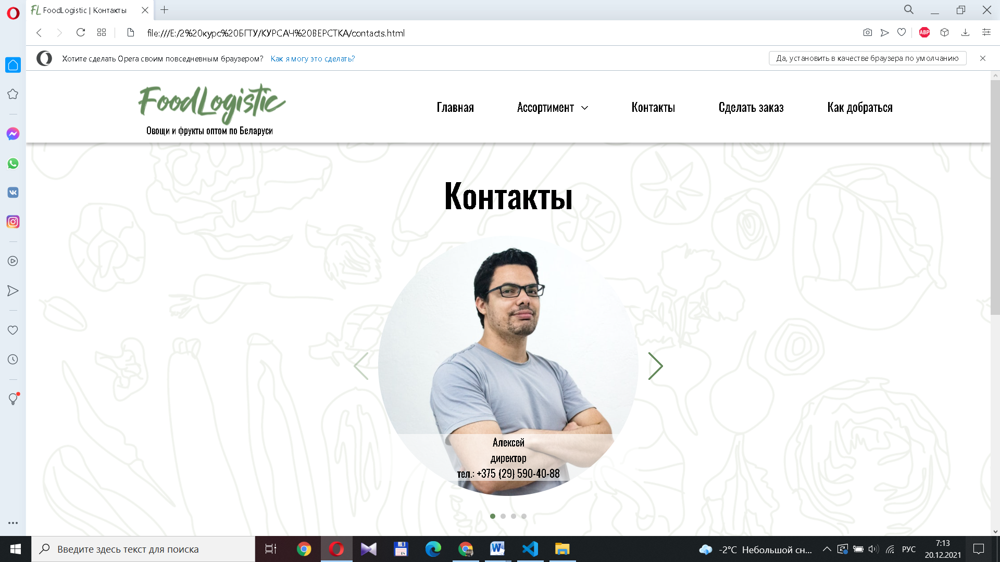 FL FoodLogistic | Контакты
file:///E:/2%20курс%20БГТУ/КУРСАЧ%20ВЕРСТКА/contacts.html
ABP
Хотите сделать Opera своим повседневным браузером? Как я могу это сделать?
Да, установить в качестве браузера по умолчанию
FoodLogistic
Овощи и фрукты оптом по Беларуси
Главная
Ассортимент
Контакты
Сделать заказ
Как добраться
Контакты
Алексей
директор
тел.: +375 (29) 590-40-88
Введите здесь текст для поиска
64
-2°C Небольшой сн...
РУС
7:13
20.12.2021